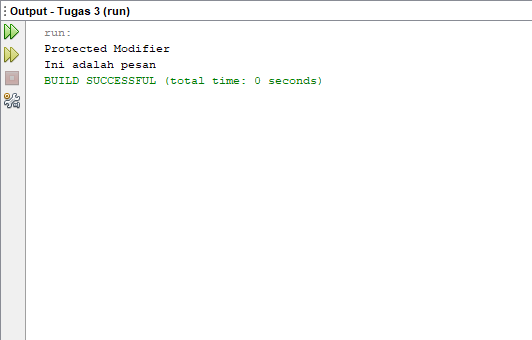 Output - Tugas 3 (run)
run:
Protected Modifier
Ini adalah pesan
BUILD SUCCESSFUL (total time: 0 seconds)